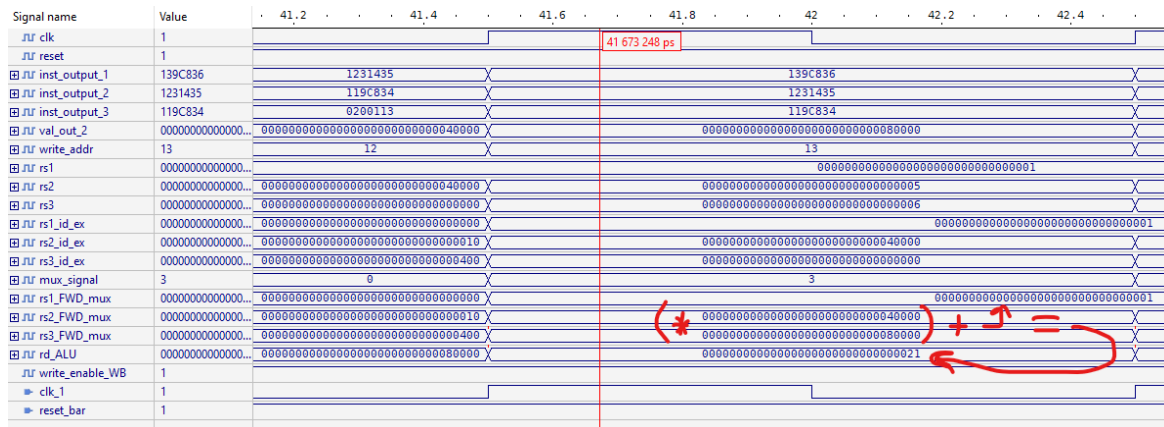 Signal name Value 41.2 41.4 41.6 41.8 42 42.2 42.4
clk 1
41 673 248 ps
reset 1
inst_output_1 139C836 1231435 139C836
inst_output_2 1231435 119C834 1231435
inst_output_3 119C834 0200113 119C834
val_out_2 00000000000000... 00000000000000000000000000040000 00000000000000000000000000080000
write_addr 13 12 13
rs1 00000000000000... 00000000000000000000000000000001
rs2 00000000000000... 00000000000000000000000000040000 00000000000000000000000000000005
rs3 00000000000000... 00000000000000000000000000000000 00000000000000000000000000000006
rs1_id_ex 00000000000000... 00000000000000000000000000000001
rs2_id_ex 00000000000000... 00000000000000000000000000000010 00000000000000000000000000040000
rs3_id_ex 00000000000000... 00000000000000000000000000000400 00000000000000000000000000000000
mux_signal 3 0 3
rs1_FWD_mux 00000000000000... 00000000000000000000000000000000 00000000000000000000000000000001
rs2_FWD_mux 00000000000000... 00000000000000000000000000000010 00000000000000000000000000040000
( * ) + =
rs3_FWD_mux 00000000000000... 00000000000000000000000000000400 00000000000000000000000000080000
rd_ALU 00000000000000... 00000000000000000000000000080000 00000000000000000000000000000021
write_enable_WB 1
clk_1 1
reset_bar 1